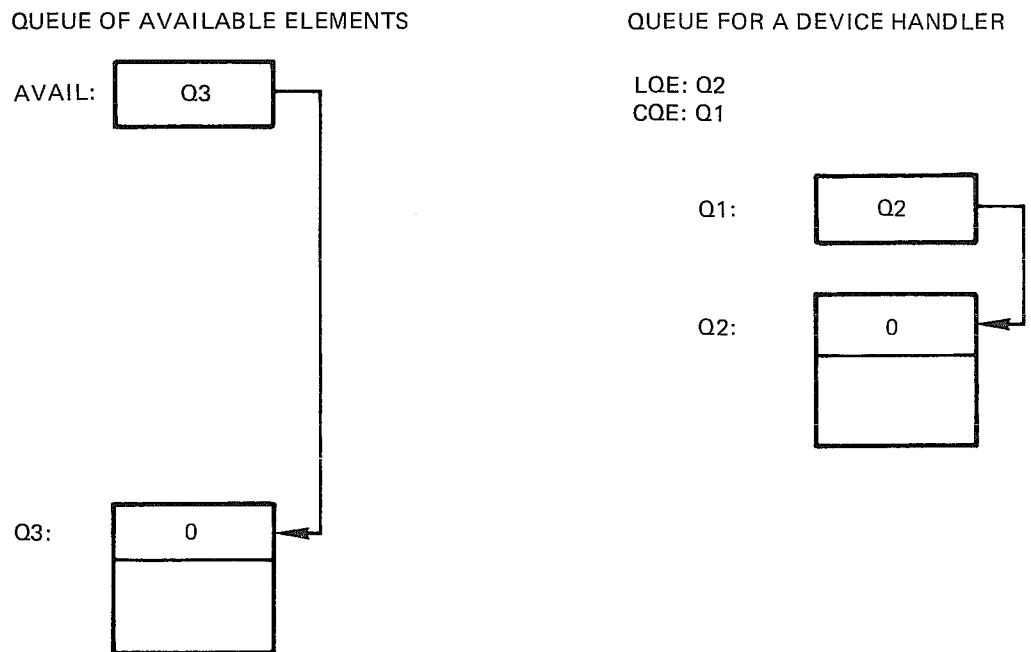 QUEUE OF AVAILABLE ELEMENTS
AVAIL: Q3
Q3: 0
QUEUE FOR A DEVICE HANDLER
LQE: Q2
CQE: Q1
Q1: Q2
Q2: 0